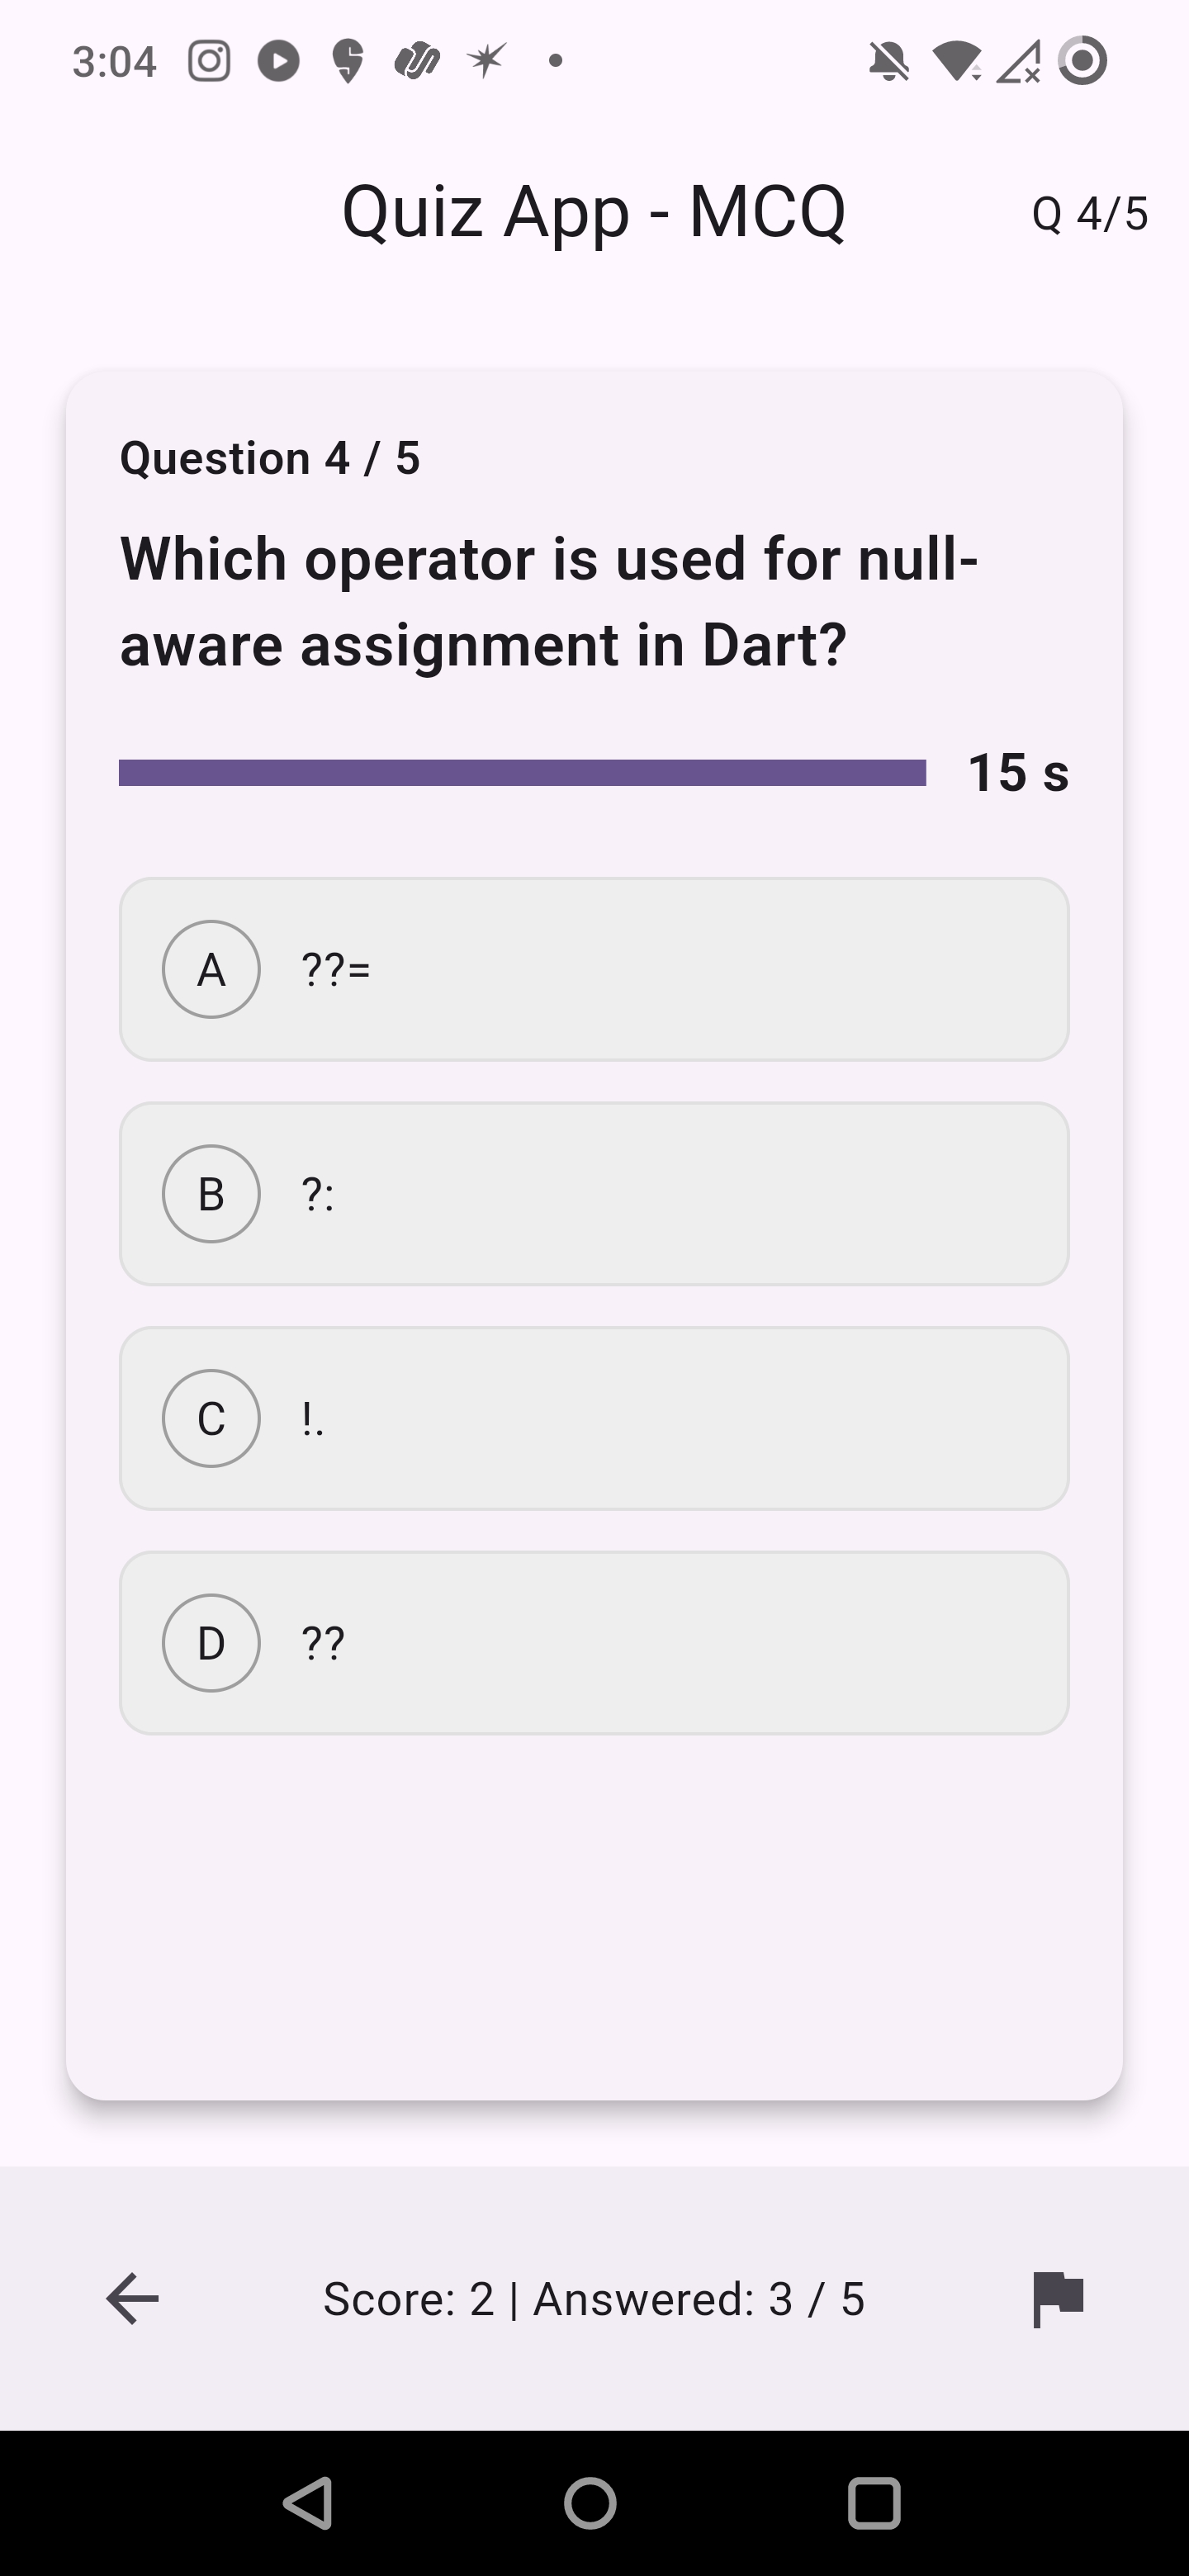 3:04
Quiz App - MCQ
Q 4/5
Question 4 / 5
Which operator is used for null-
aware assignment in Dart?
15 s
A ??=
B ?:
C !.
D ??
Score: 2 | Answered: 3 / 5